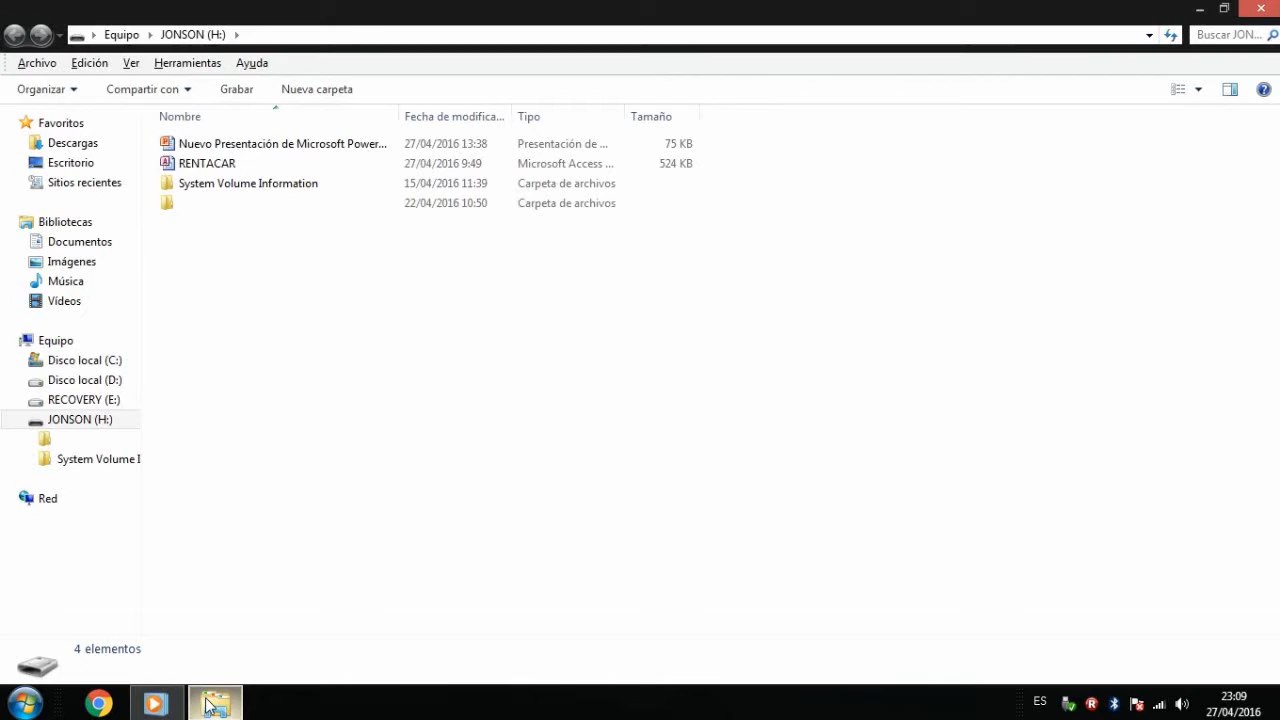 Equipo JONSON (H:)
Buscar JON...
Archivo Edición Ver Herramientas Ayuda
Organizar Compartir con Grabar Nueva carpeta
Nombre Fecha de modifica... Tipo Tamaño
Nuevo Presentación de Microsoft Power... 27/04/2016 13:38 Presentación de ... 75 KB
RENTACAR 27/04/2016 9:49 Microsoft Access ... 524 KB
System Volume Information 15/04/2016 11:39 Carpeta de archivos
22/04/2016 10:50 Carpeta de archivos
Favoritos
Descargas
Escritorio
Sitios recientes
Bibliotecas
Documentos
Imágenes
Música
Vídeos
Equipo
Disco local (C:)
Disco local (D:)
RECOVERY (E:)
JONSON (H:)
System Volume I
Red
4 elementos
ES
23:09
27/04/2016